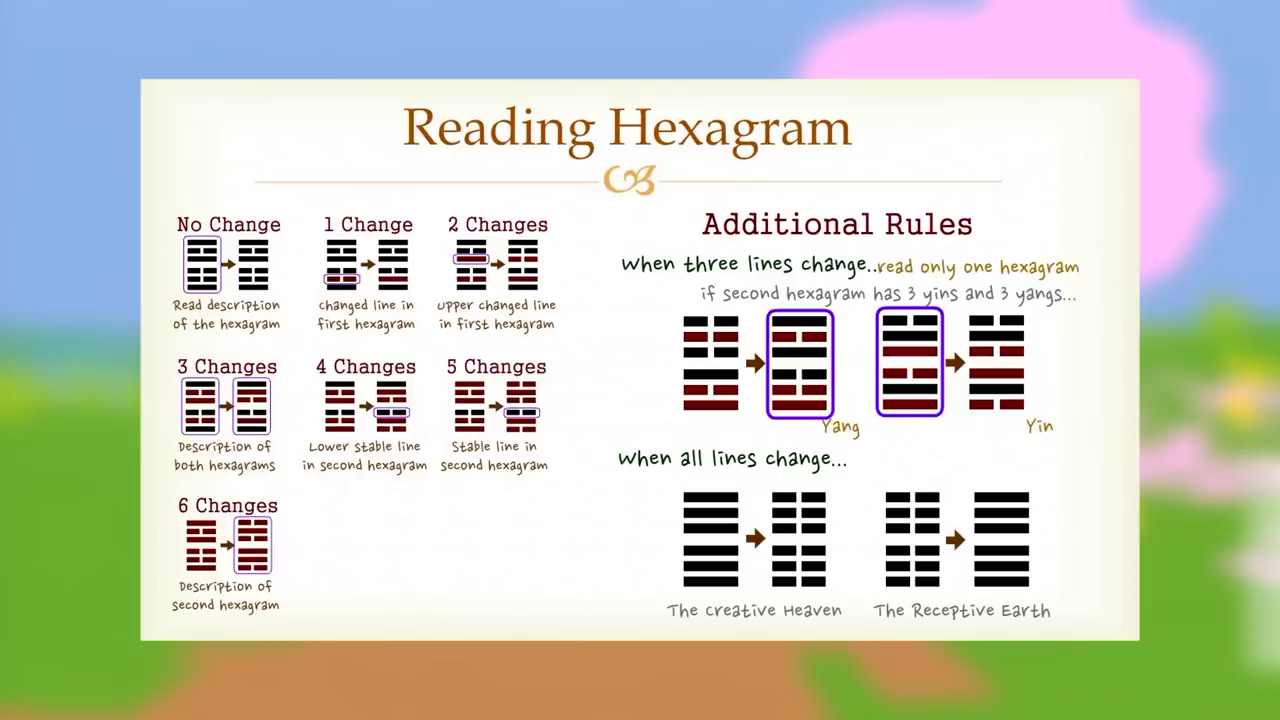 Reading Hexagram
No Change
Read description
of the hexagram
1 Change
changed line in
first hexagram
2 Changes
upper changed line
in first hexagram
3 Changes
Description of
both hexagrams
4 Changes
Lower stable line
in second hexagram
5 Changes
Stable line in
second hexagram
6 Changes
Description of
second hexagram
Additional Rules
when three lines change...read only one hexagram
if second hexagram has 3 yins and 3 yangs...
Yang
Yin
when all lines change...
The Creative Heaven
The Receptive Earth